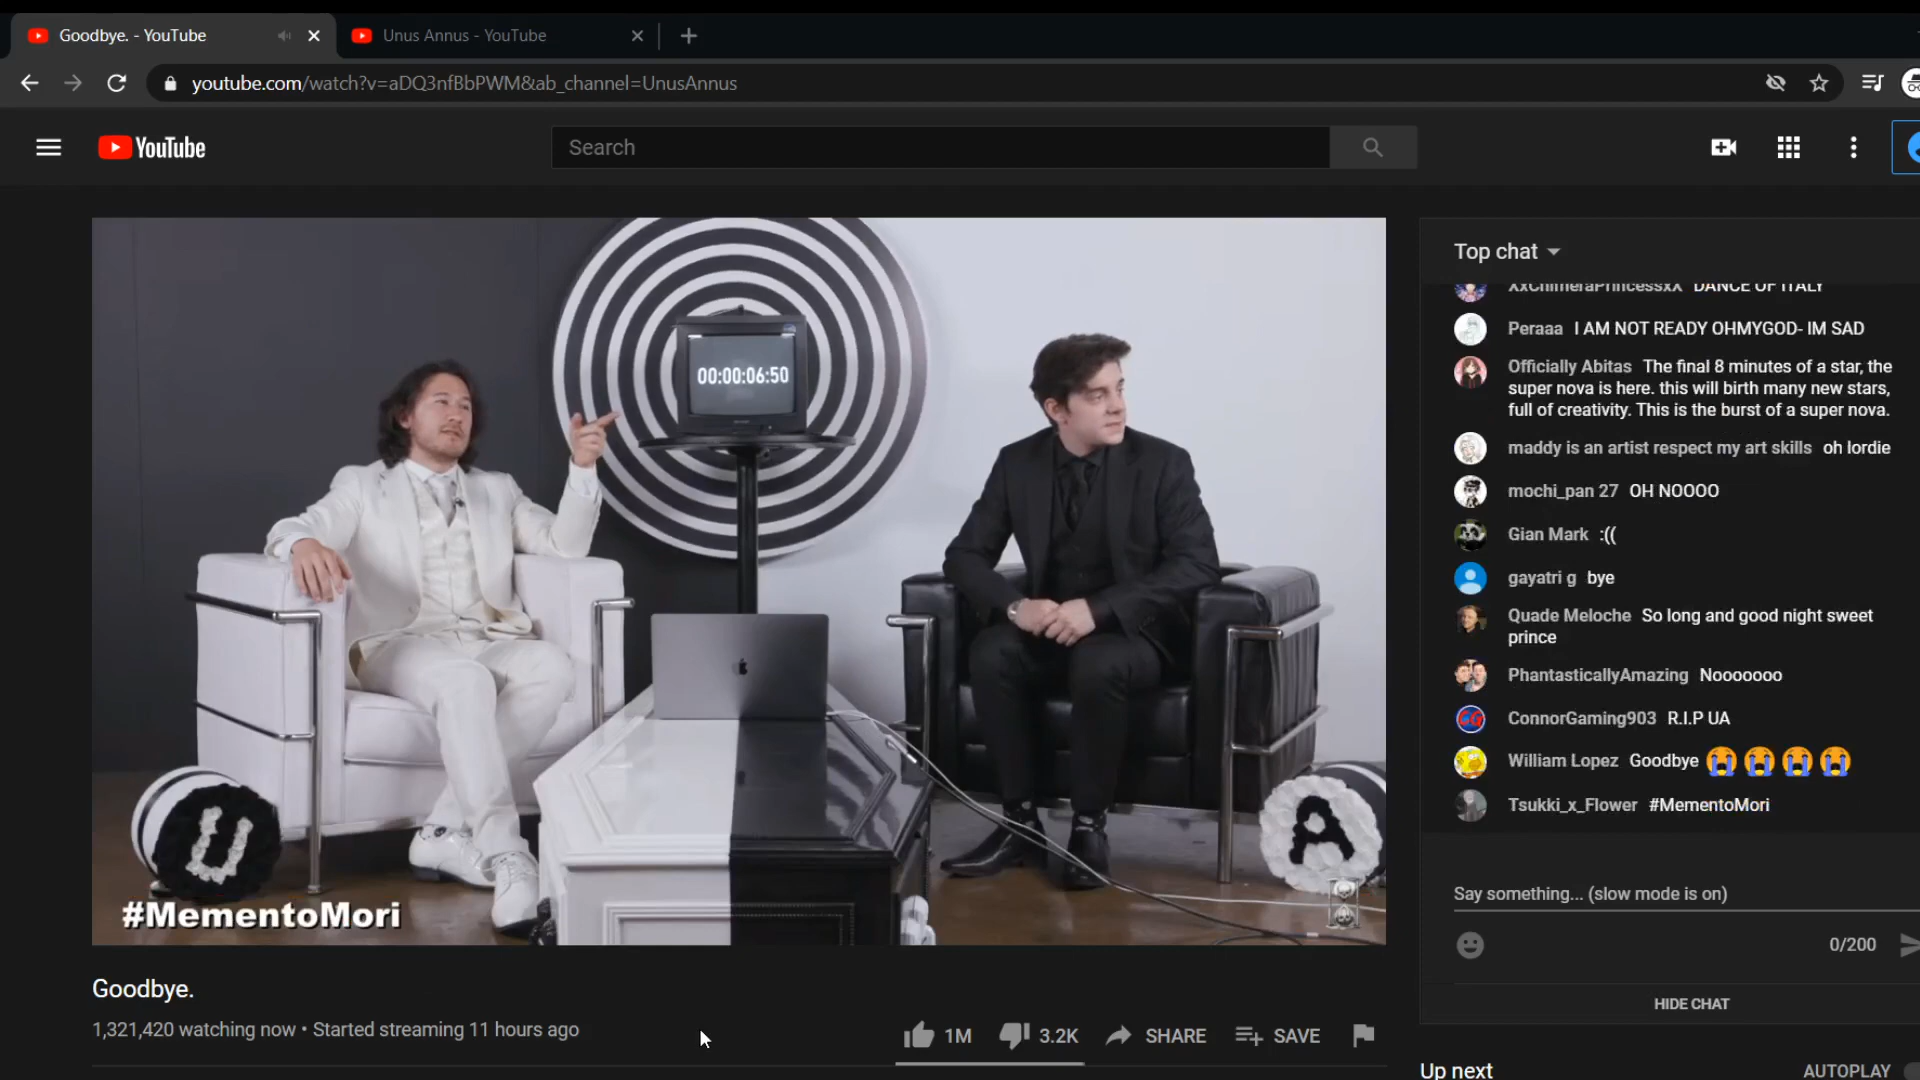 Goodbye. - YouTube
Unus Annus - YouTube
youtube.com/watch?v=aDQ3nfBbPWM&ab_channel=UnusAnnus
YouTube
Search
00:00:06:50
U
A
#MementoMori
Goodbye.
1,321,420 watching now • Started streaming 11 hours ago
1M
3.2K
SHARE
SAVE
Top chat
XxChimeraPrincessxX DANCE OF ITALY
Peraaa I AM NOT READY OHMYGOD- IM SAD
Officially Abitas The final 8 minutes of a star, the
super nova is here. this will birth many new stars,
full of creativity. This is the burst of a super nova.
maddy is an artist respect my art skills oh lordie
mochi_pan 27 OH NOOOO
Gian Mark :((
gayatri g bye
Quade Meloche So long and good night sweet
prince
PhantasticallyAmazing Nooooooo
CG
ConnorGaming903 R.I.P UA
William Lopez Goodbye 😭😭😭😭
Tsukki_x_Flower #MementoMori
Say something... (slow mode is on)
0/200
HIDE CHAT
Up next
AUTOPLAY